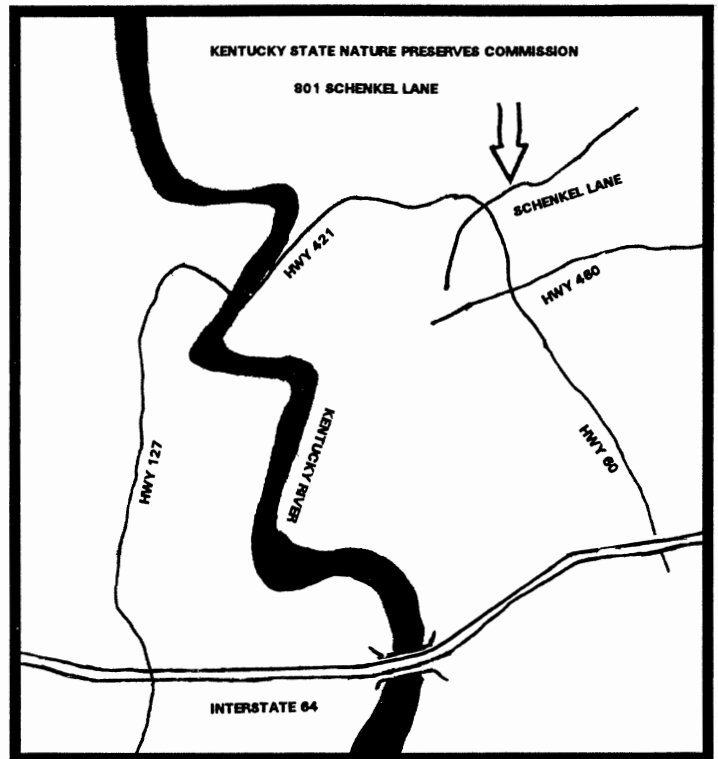 KENTUCKY STATE NATURE PRESERVES COMMISSION
801 SCHENKEL LANE
SCHENKEL LANE
HWY 421
HWY 460
HWY 127
KENTUCKY RIVER
HWY 60
INTERSTATE 64